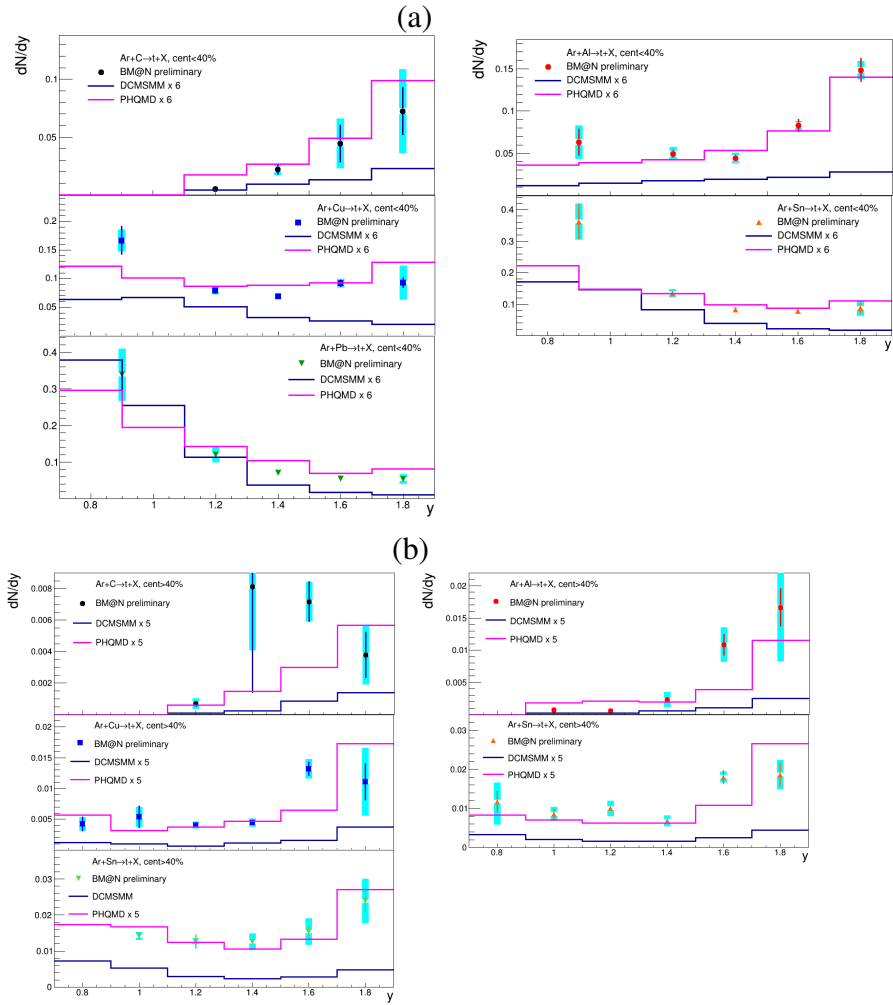 (a)
dN/dy
Ar+C→t+X, cent<40%
BM@N preliminary
DCMSMM x 6
PHQMD x 6
0.1
0.05
Ar+Cu→t+X, cent<40%
BM@N preliminary
DCMSMM x 6
PHQMD x 6
0.2
0.15
0.1
0.05
Ar+Pb→t+X, cent<40%
BM@N preliminary
DCMSMM x 6
PHQMD x 6
0.4
0.3
0.2
0.1
0.8 1 1.2 1.4 1.6 1.8
y
dN/dy
Ar+Al→t+X, cent<40%
BM@N preliminary
DCMSMM x 6
PHQMD x 6
0.15
0.1
0.05
0
Ar+Sn→t+X, cent<40%
BM@N preliminary
DCMSMM x 6
PHQMD x 6
0.4
0.3
0.2
0.1
0.8 1 1.2 1.4 1.6 1.8
y
(b)
dN/dy
Ar+C→t+X, cent>40%
BM@N preliminary
DCMSMM x 5
PHQMD x 5
0.008
0.006
0.004
0.002
Ar+Cu→t+X, cent>40%
BM@N preliminary
DCMSMM x 5
PHQMD x 5
0.015
0.01
0.005
Ar+Sn→t+X, cent>40%
BM@N preliminary
DCMSMM
PHQMD x 5
0.03
0.02
0.01
0
0.8 1 1.2 1.4 1.6 1.8
y
dN/dy
Ar+Al→t+X, cent>40%
BM@N preliminary
DCMSMM x 5
PHQMD x 5
0.02
0.015
0.01
0.005
Ar+Sn→t+X, cent>40%
BM@N preliminary
DCMSMM x 5
PHQMD x 5
0.03
0.02
0.01
0
0.8 1 1.2 1.4 1.6 1.8
y